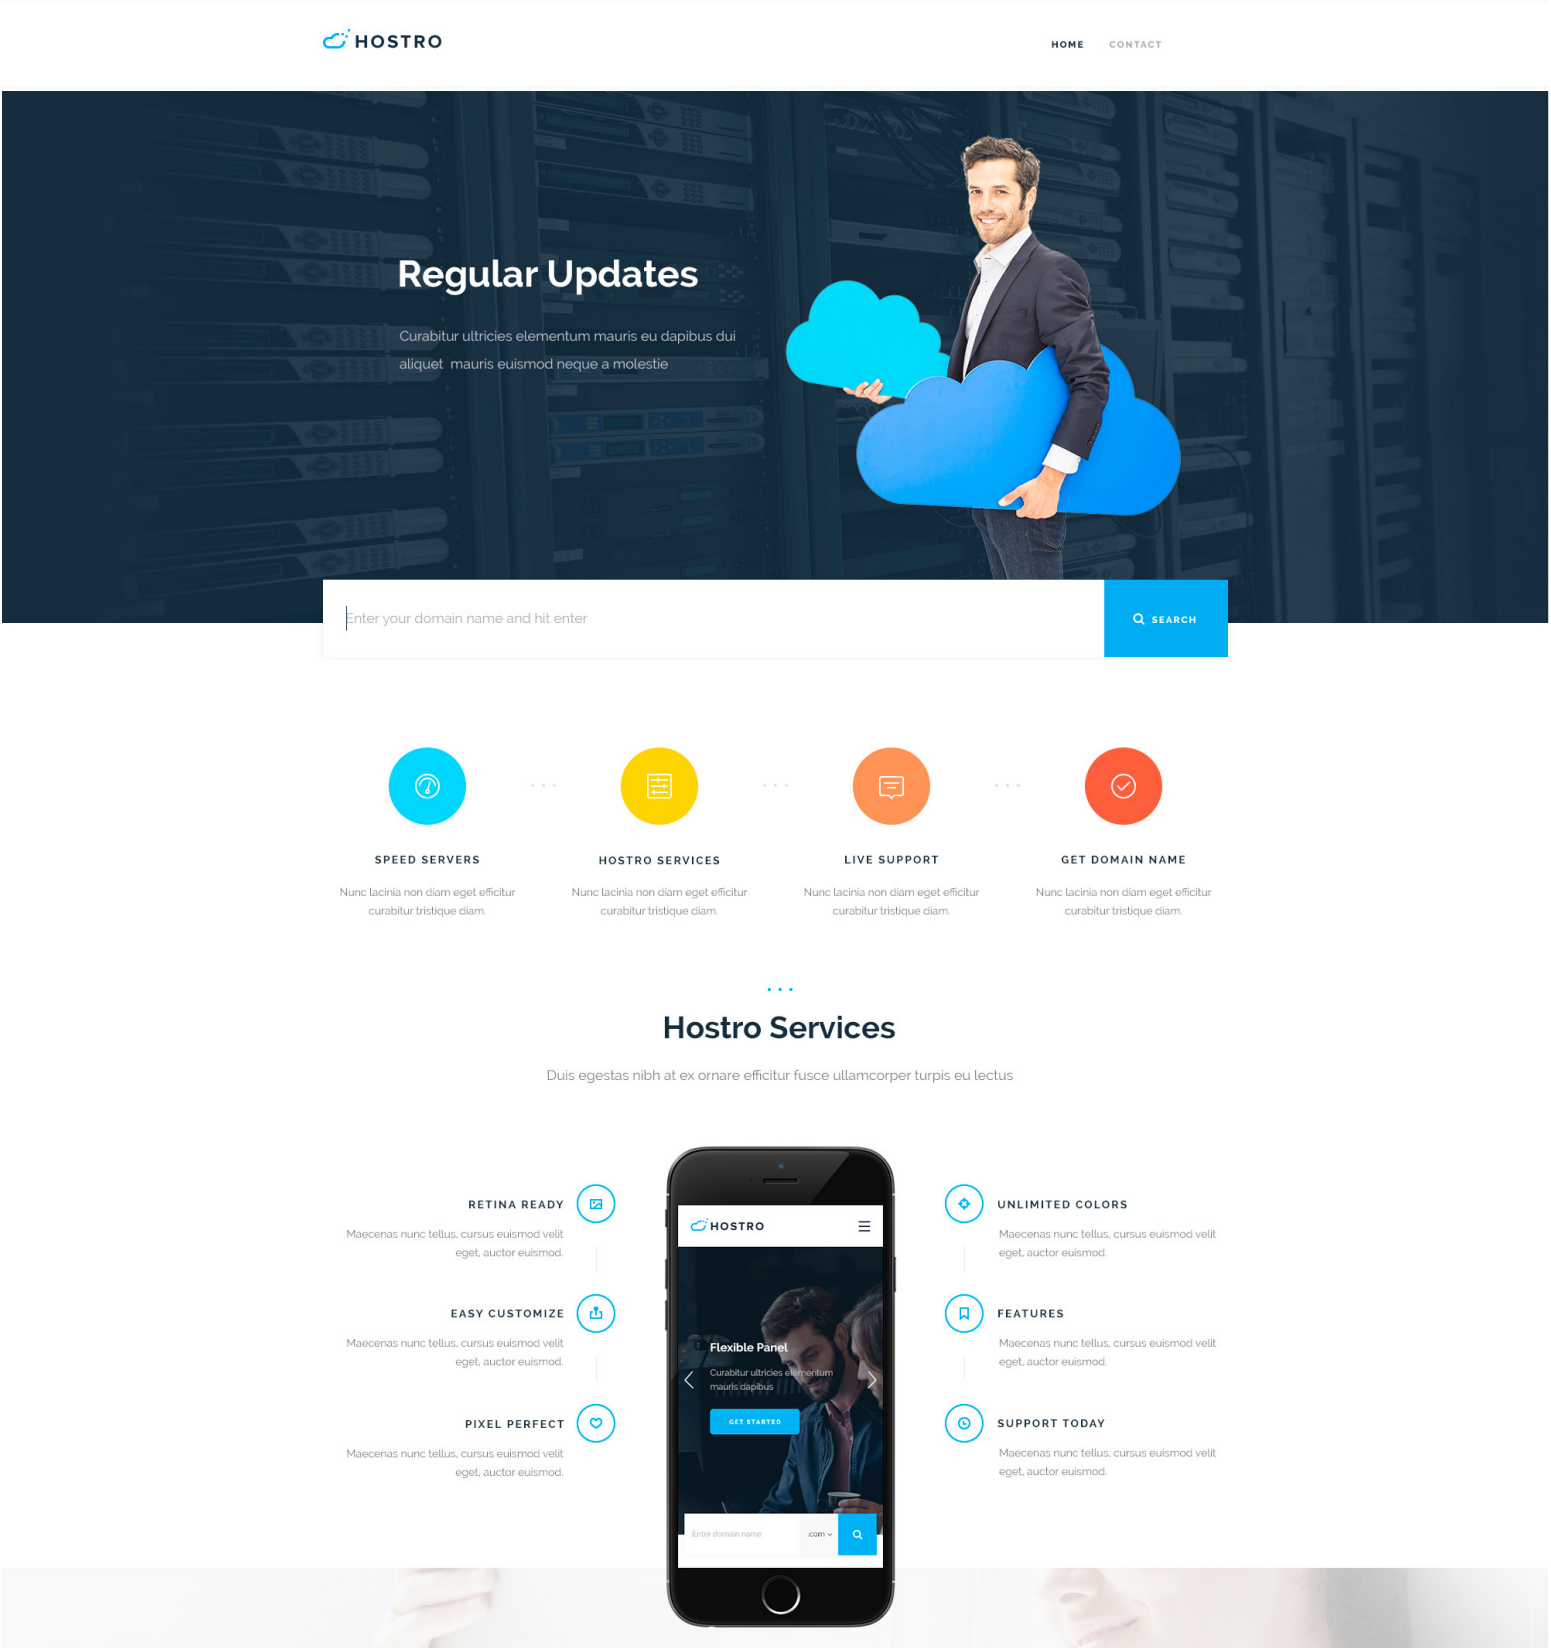 HOSTRO
HOME CONTACT
Regular Updates
Curabitur ultricies elementum mauris eu dapibus dui
aliquet mauris euismod neque a molestie
Enter your domain name and hit enter
SEARCH
SPEED SERVERS
Nunc lacinia non diam eget efficitur
curabitur tristique diam.
HOSTRO SERVICES
Nunc lacinia non diam eget efficitur
curabitur tristique diam.
LIVE SUPPORT
Nunc lacinia non diam eget efficitur
curabitur tristique diam.
GET DOMAIN NAME
Nunc lacinia non diam eget efficitur
curabitur tristique diam.
Hostro Services
Duis egestas nibh at ex ornare efficitur fusce ullamcorper turpis eu lectus
RETINA READY
Maecenas nunc tellus, cursus euismod velit
eget, auctor euismod.
EASY CUSTOMIZE
Maecenas nunc tellus, cursus euismod velit
eget, auctor euismod.
PIXEL PERFECT
Maecenas nunc tellus, cursus euismod velit
eget, auctor euismod.
HOSTRO
Flexible Panel
Curabitur ultricies elementum
mauris dapibus
GET STARTED
Enter domain name
.com
UNLIMITED COLORS
Maecenas nunc tellus, cursus euismod velit
eget, auctor euismod.
FEATURES
Maecenas nunc tellus, cursus euismod velit
eget, auctor euismod.
SUPPORT TODAY
Maecenas nunc tellus, cursus euismod velit
eget, auctor euismod.